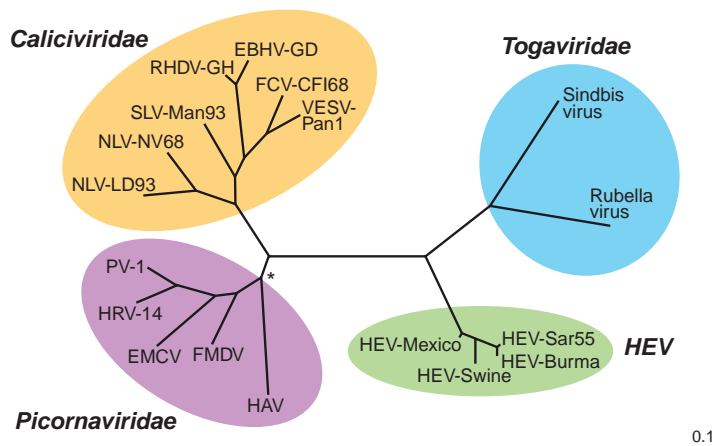 Caliciviridae
EBHV-GD
RHDV-GH
FCV-CFI68
SLV-Man93
VESV-
Pan1
NLV-NV68
NLV-LD93
Togaviridae
Sindbis
virus
Rubella
virus
PV-1
*
HRV-14
EMCV
FMDV
HAV
Picornaviridae
HEV-Mexico
HEV-Sar55
HEV-Burma
HEV-Swine
HEV
0.1